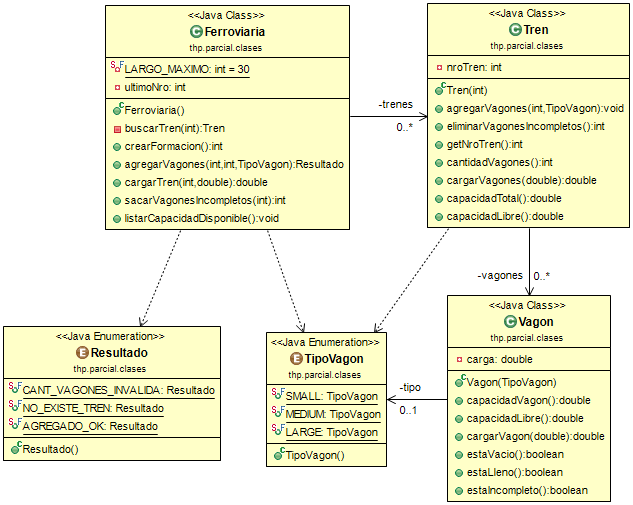 <<Java Class>>
Ferroviaria
thp.parcial.clases
LARGO_MAXIMO: int = 30
ultimoNro: int
Ferroviaria()
buscarTren(int):Tren
crearFormacion():int
agregarVagones(int,int,TipoVagon):Resultado
cargarTren(int,double):double
sacarVagonesIncompletos(int):int
listarCapacidadDisponible():void
-trenes
0..*
<<Java Class>>
Tren
thp.parcial.clases
nroTren: int
Tren(int)
agregarVagones(int,TipoVagon):void
eliminarVagonesIncompletos():int
getNroTren():int
cantidadVagones():int
cargarVagones(double):double
capacidadTotal():double
capacidadLibre():double
-vagones
0..*
<<Java Enumeration>>
Resultado
thp.parcial.clases
CANT_VAGONES_INVALIDA: Resultado
NO_EXISTE_TREN: Resultado
AGREGADO_OK: Resultado
Resultado()
<<Java Enumeration>>
TipoVagon
thp.parcial.clases
SMALL: TipoVagon
MEDIUM: TipoVagon
LARGE: TipoVagon
TipoVagon()
-tipo
0..1
<<Java Class>>
Vagon
thp.parcial.clases
carga: double
Vagon(TipoVagon)
capacidadVagon():double
capacidadLibre():double
cargarVagon(double):double
estaVacio():boolean
estaLleno():boolean
estaIncompleto():boolean